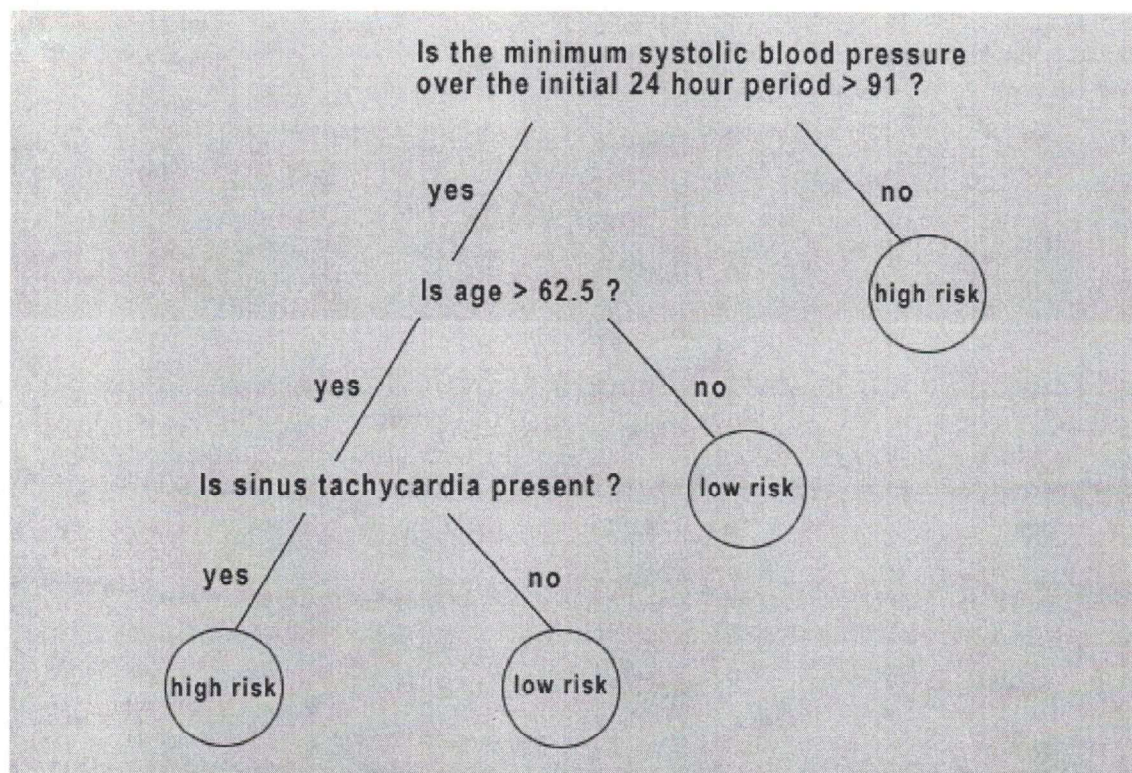 Is the minimum systolic blood pressure
over the initial 24 hour period > 91 ?
yes
no
high risk
Is age > 62.5 ?
yes
no
low risk
Is sinus tachycardia present ?
yes
no
high risk
low risk